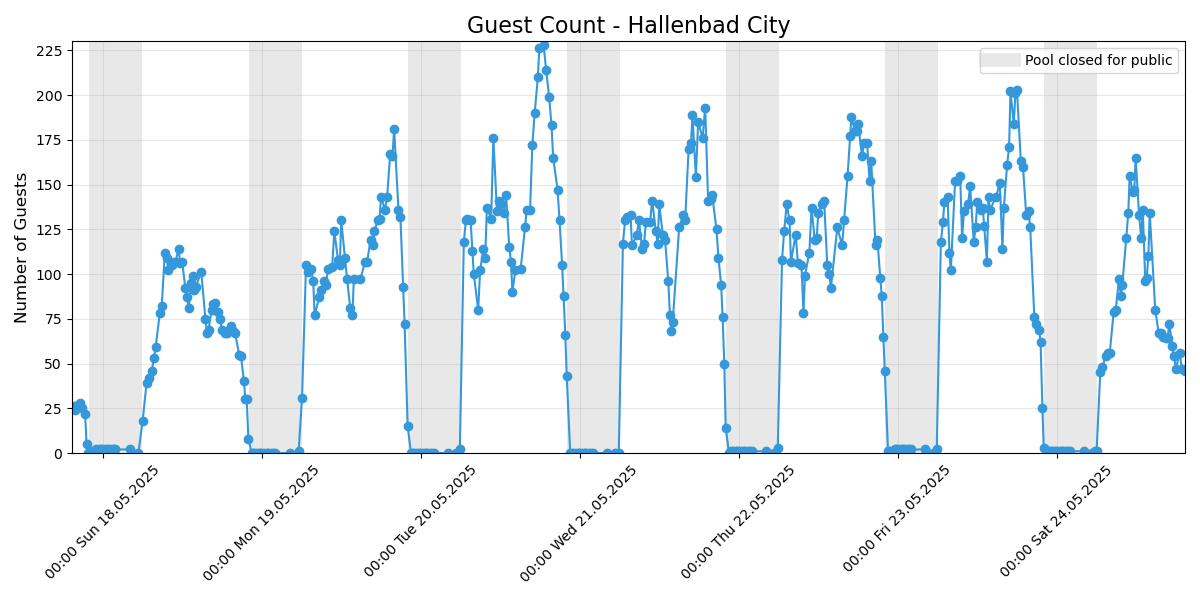 Guest Count - Hallenbad City
Pool closed for public
Number of Guests
225
200
175
150
125
100
75
50
25
0
00:00 Sun 18.05.2025
00:00 Mon 19.05.2025
00:00 Tue 20.05.2025
00:00 Wed 21.05.2025
00:00 Thu 22.05.2025
00:00 Fri 23.05.2025
00:00 Sat 24.05.2025